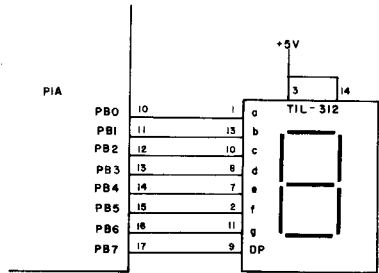 +5V
PIA
3 14
TIL-312
PB0 10 1 a
PB1 11 13 b
PB2 12 10 c
PB3 13 8 d
PB4 14 7 e
PB5 15 2 f
PB6 16 11 g
PB7 17 9 DP